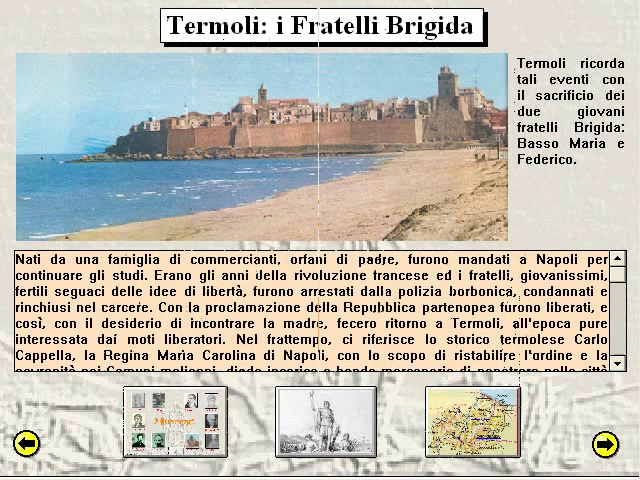 Termoli: i Fratelli Brigida
Termoli ricorda
tali eventi con
il sacrificio dei
due giovani
fratelli Brigida:
Basso Maria e
Federico.
Nati da una famiglia di commercianti, orfani di padre, furono mandati a Napoli per
continuare gli studi. Erano gli anni della rivoluzione francese ed i fratelli, giovanissimi,
fertili seguaci delle idee di libertà, furono arrestati dalla polizia borbonica, condannati e
rinchiusi nel carcere. Con la proclamazione della Repubblica partenopea furono liberati, e
così, con il desiderio di incontrare la madre, fecero ritorno a Termoli, all'epoca pure
interessata dai moti liberatori. Nel frattempo, ci riferisce lo storico termolese Carlo
Cappella, la Regina Maria Carolina di Napoli, con lo scopo di ristabilire l'ordine e la